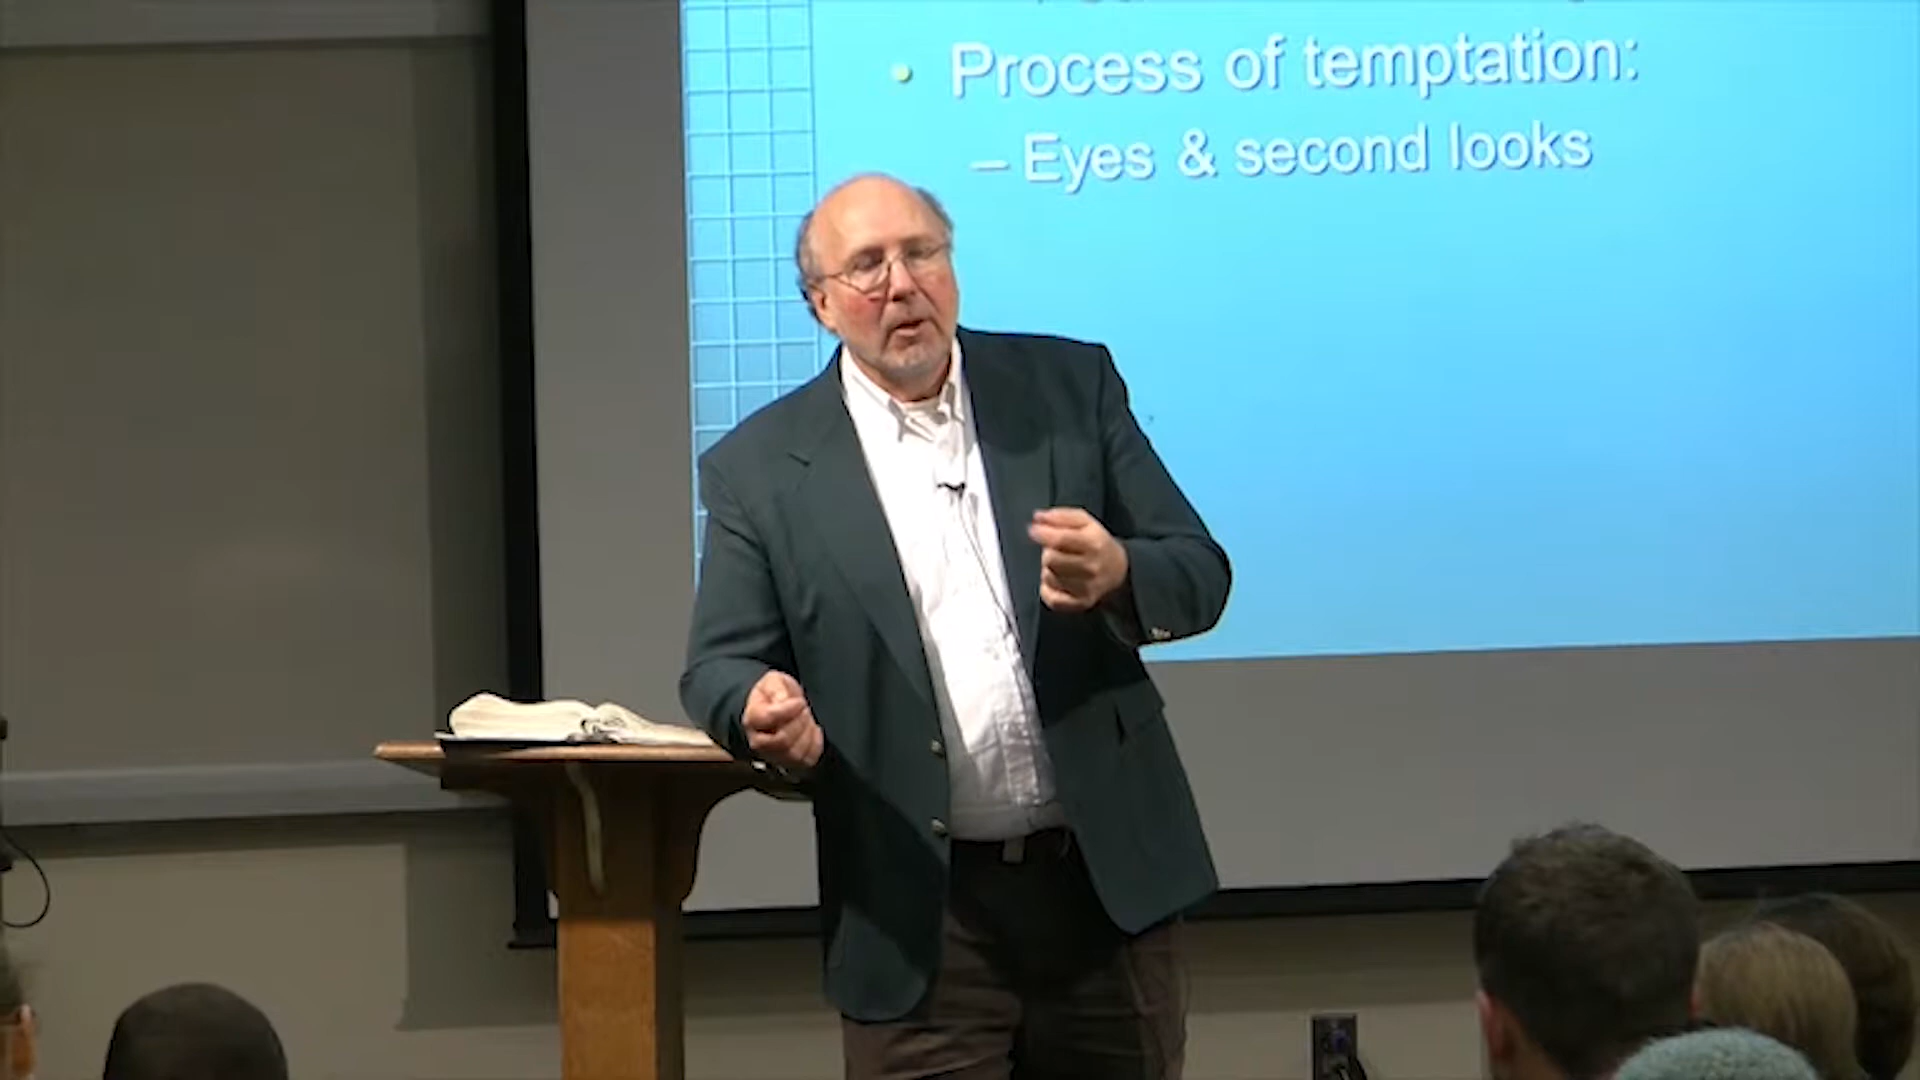 • Process of temptation:
– Eyes & second looks